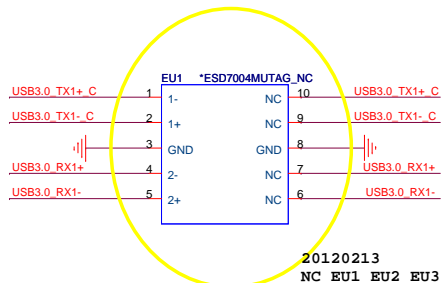 EU1 *ESD7004MUTAG_NC
USB3.0_TX1+_C 1 1- NC 10 USB3.0_TX1+_C
USB3.0_TX1-_C 2 1+ NC 9 USB3.0_TX1-_C
3 GND GND 8
USB3.0_RX1+ 4 2- NC 7 USB3.0_RX1+
USB3.0_RX1- 5 2+ NC 6 USB3.0_RX1-
20120213
NC EU1 EU2 EU3